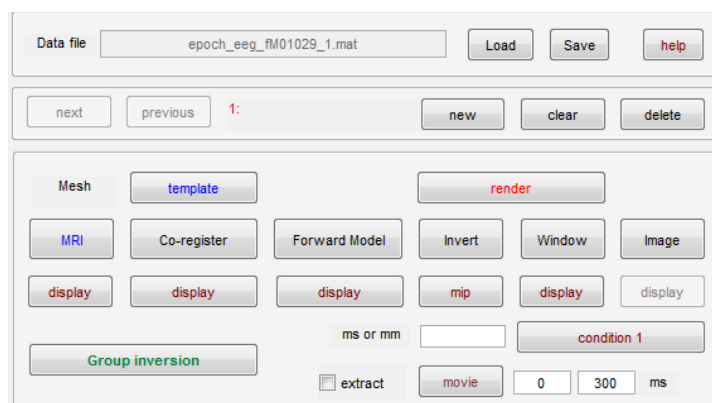 Data file epoch_eeg_fM01029_1.mat Load Save help
next previous 1: new clear delete
Mesh template render
MRI Co-register Forward Model Invert Window Image
display display display mip display display
ms or mm condition 1
Group inversion
extract movie 0 300 ms